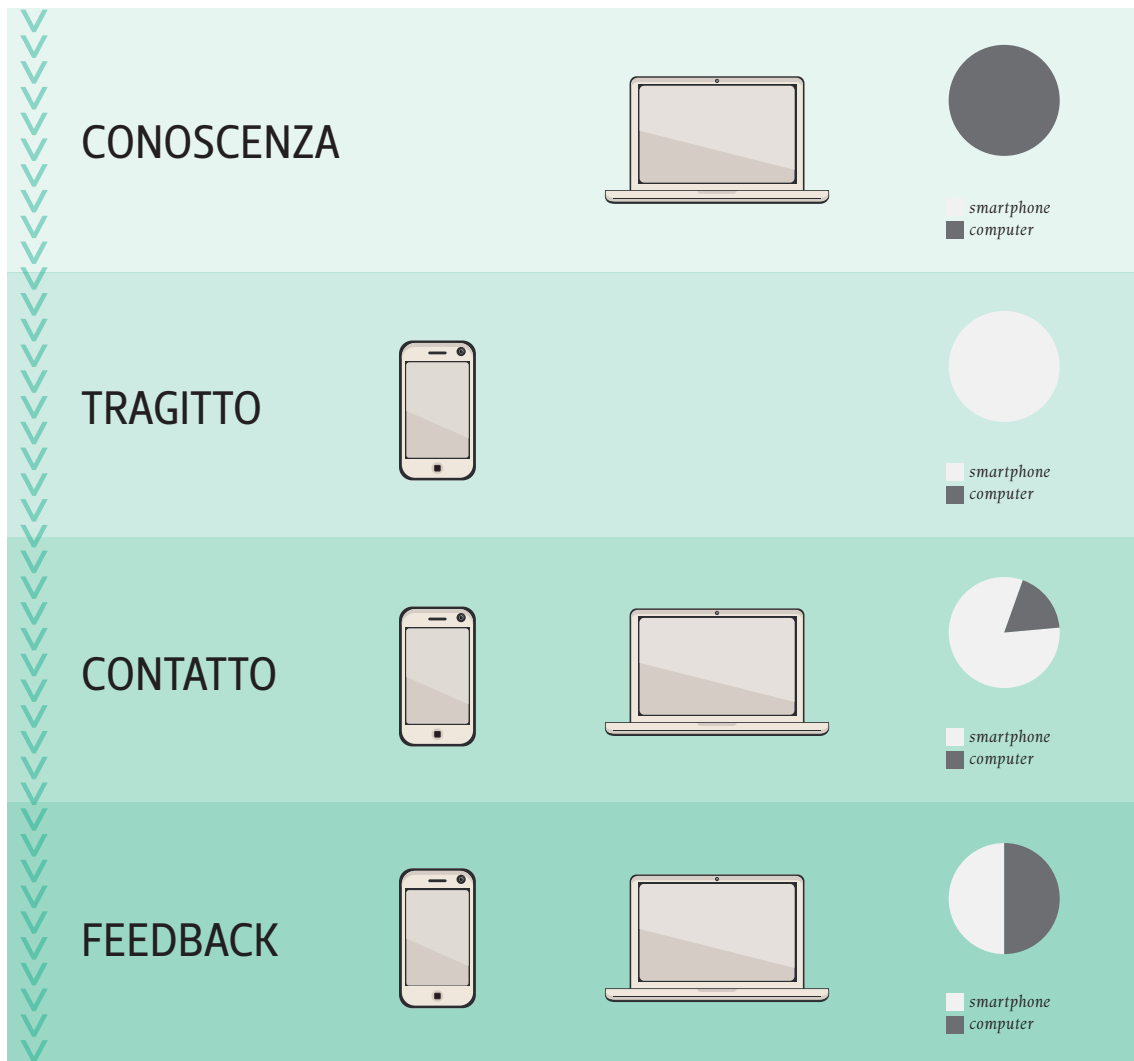 CONOSCENZA
smartphone
computer
TRAGITTO
smartphone
computer
CONTATTO
smartphone
computer
FEEDBACK
smartphone
computer